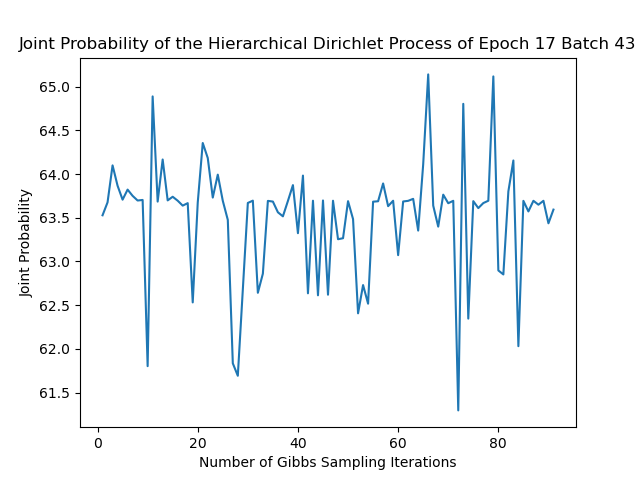 Joint Probability of the Hierarchical Dirichlet Process of Epoch 17 Batch 43
65.0
64.5
64.0
63.5
63.0
62.5
62.0
61.5
Joint Probability
0 20 40 60 80
Number of Gibbs Sampling Iterations